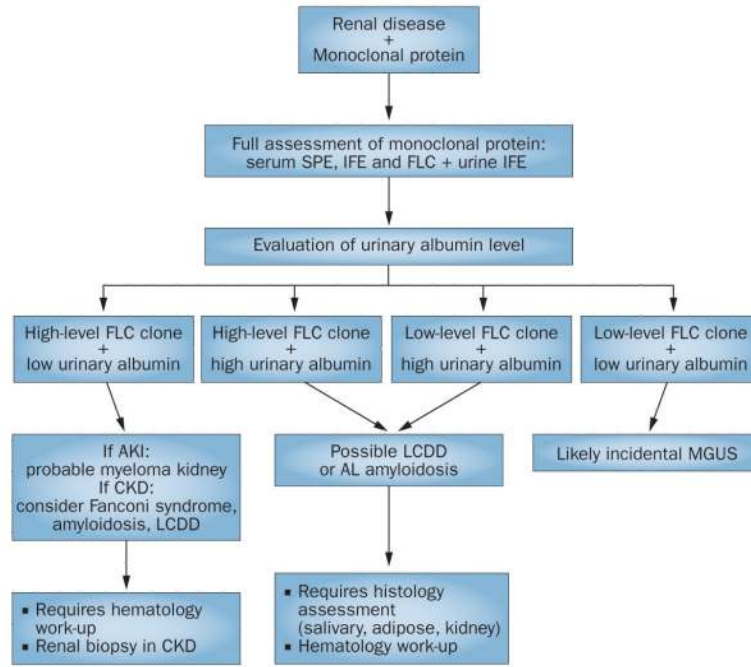 Renal disease
+
Monoclonal protein
Full assessment of monoclonal protein:
serum SPE, IFE and FLC + urine IFE
Evaluation of urinary albumin level
High-level FLC clone
+
low urinary albumin
High-level FLC clone
+
high urinary albumin
Low-level FLC clone
+
high urinary albumin
Low-level FLC clone
+
low urinary albumin
If AKI:
probable myeloma kidney
If CKD:
consider Fanconi syndrome,
amyloidosis, LCDD
Possible LCDD
or AL amyloidosis
Likely incidental MGUS
▪ Requires hematology
work-up
▪ Renal biopsy in CKD
▪ Requires histology
assessment
(salivary, adipose, kidney)
▪ Hematology work-up